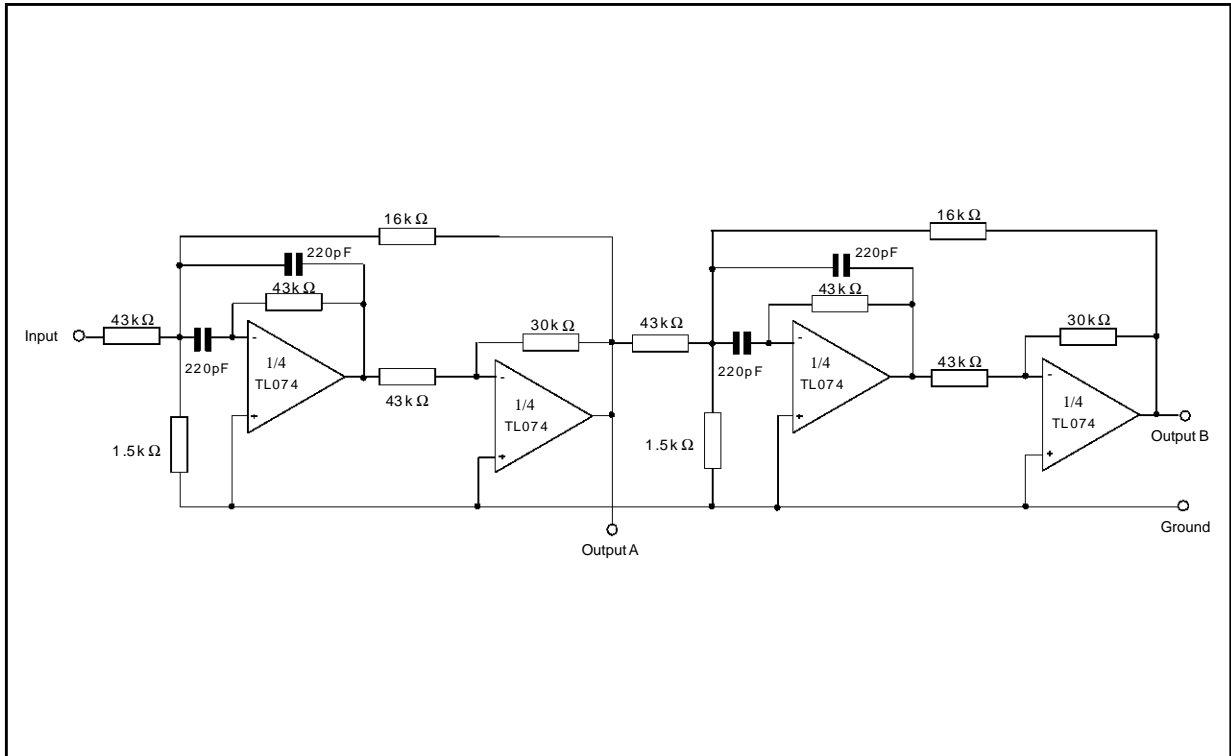 16kΩ
220pF
43kΩ
Input
43kΩ
220pF
1/4
TL074
-
+
43kΩ
30kΩ
1/4
TL074
-
+
1.5kΩ
Output A
43kΩ
16kΩ
220pF
43kΩ
220pF
1/4
TL074
-
+
43kΩ
30kΩ
1/4
TL074
-
+
1.5kΩ
Output B
Ground